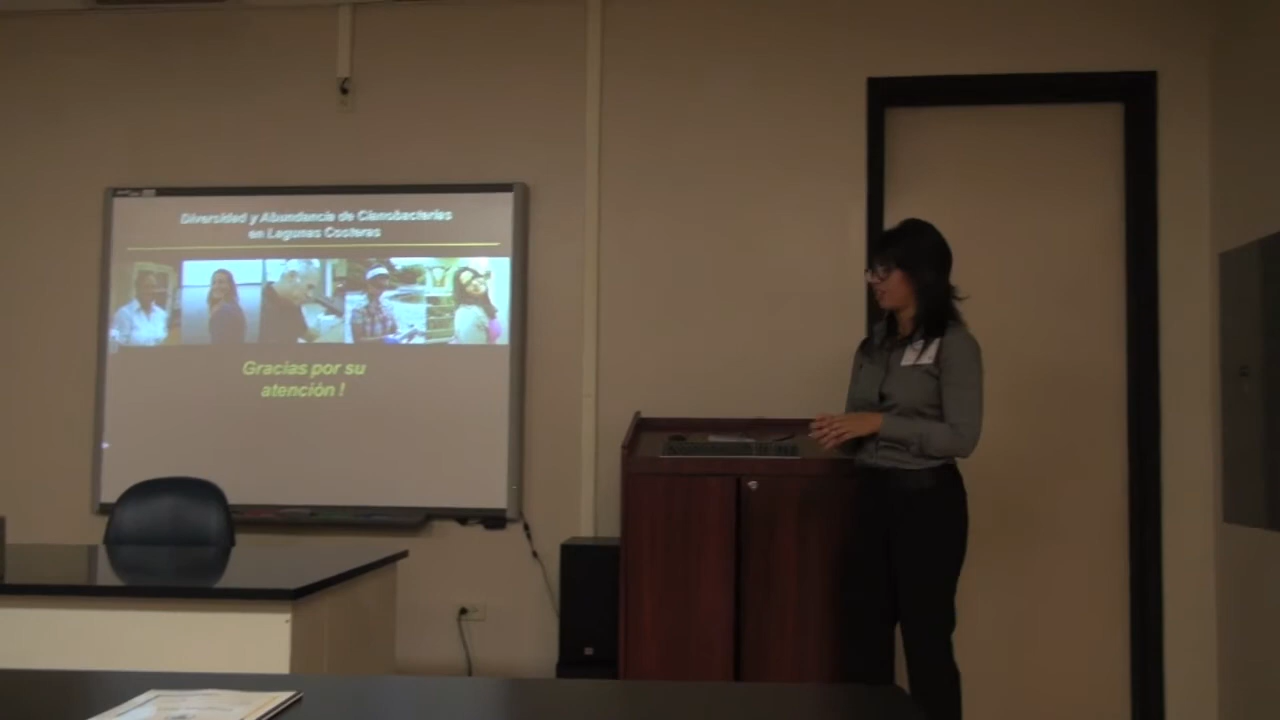 Diversidad y Abundancia de Cianobacterias
en Lagunas Costeras
Gracias por su
atención !